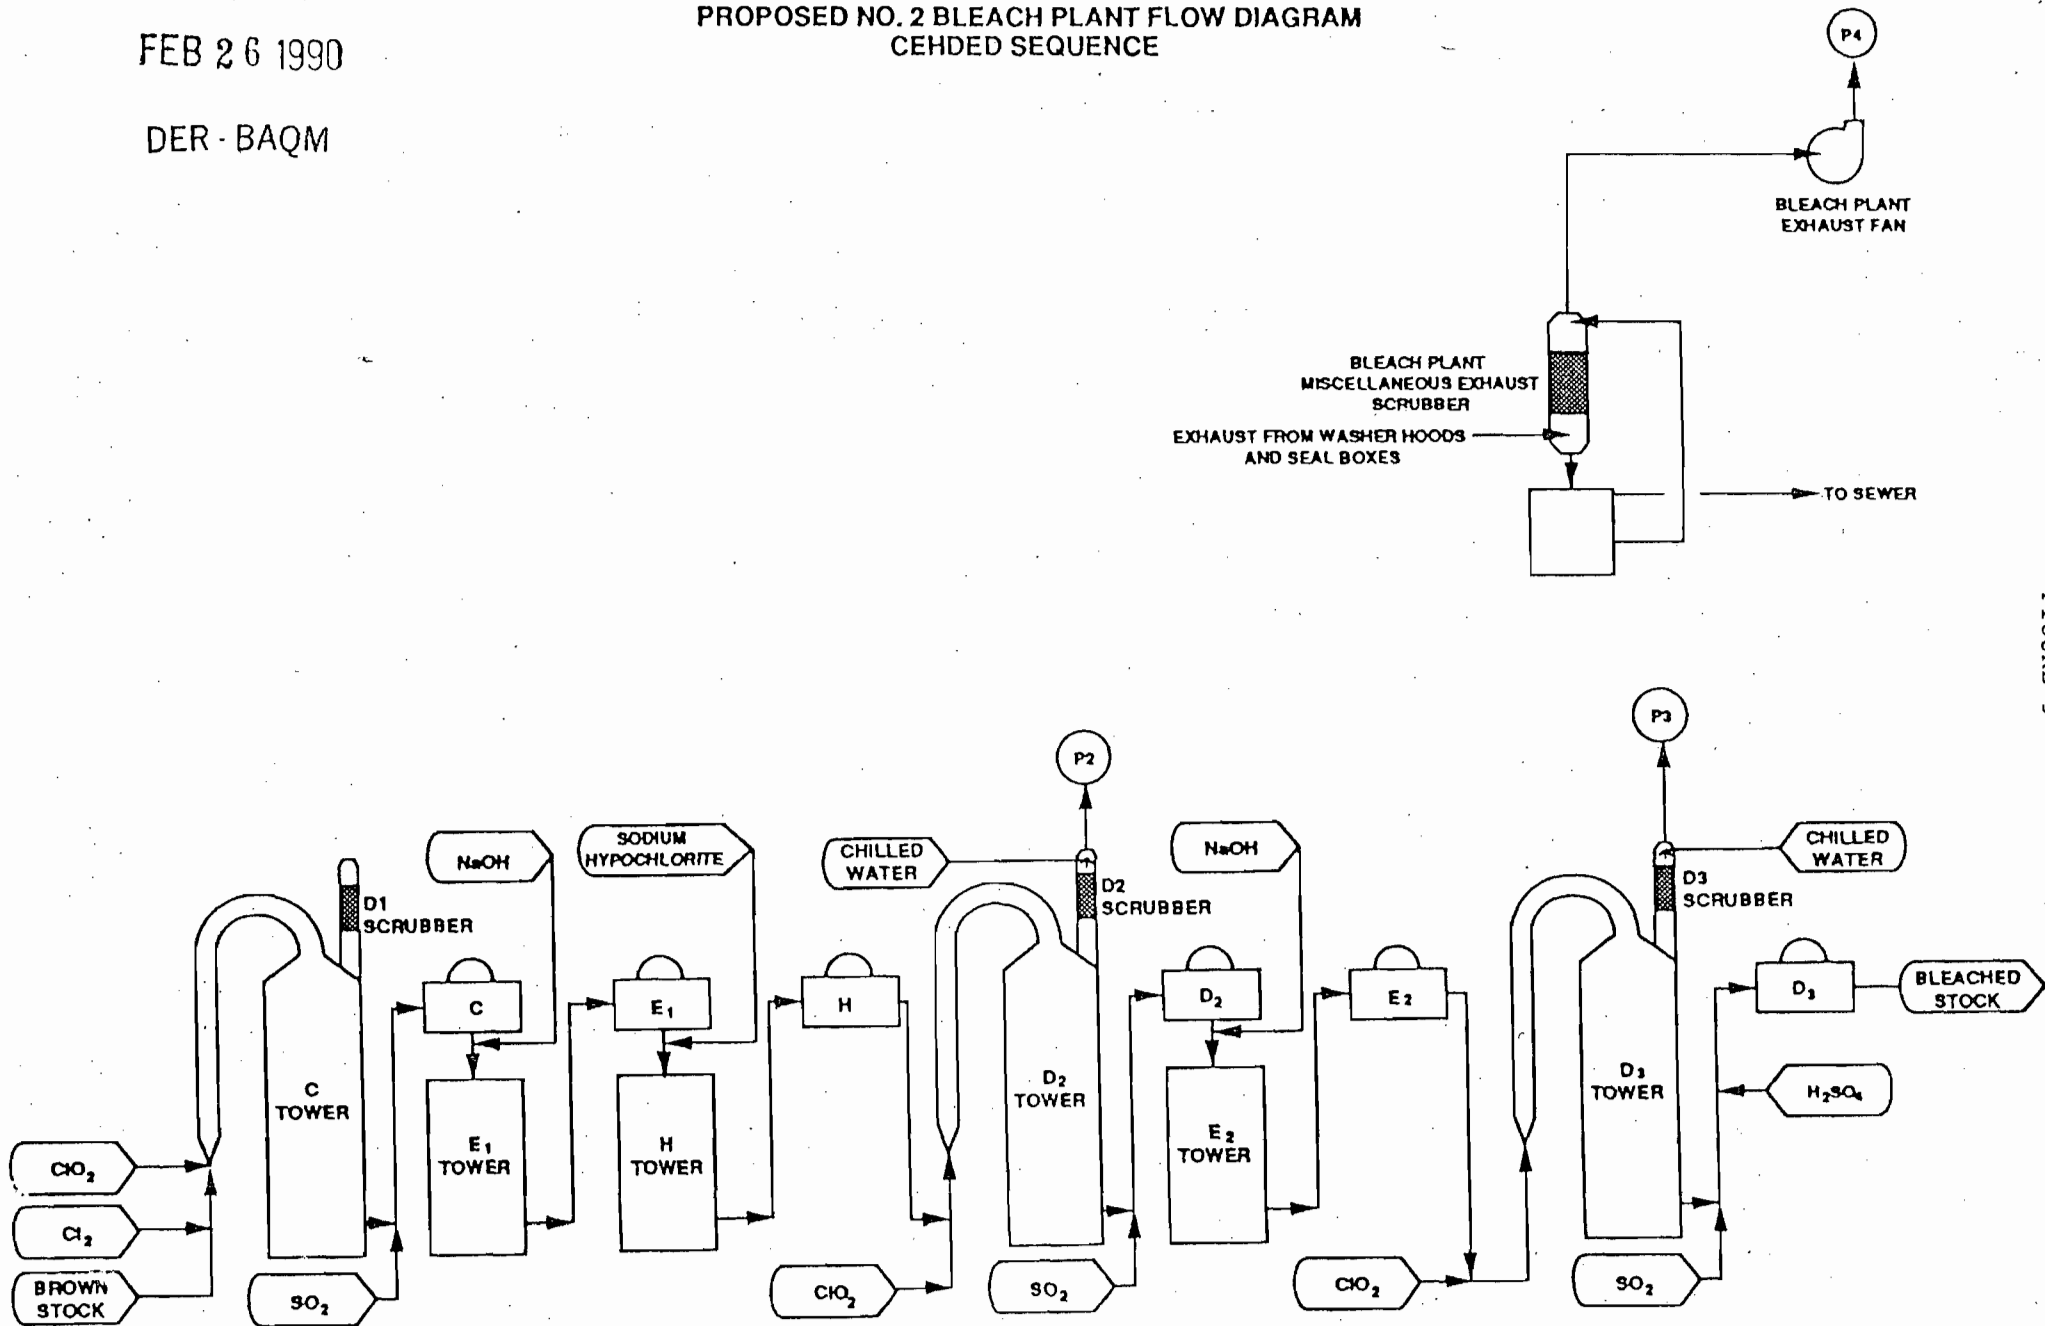 PROPOSED NO. 2 BLEACH PLANT FLOW DIAGRAM
CEHDED SEQUENCE
FEB 26 1990
DER - BAQM
P4
BLEACH PLANT
EXHAUST FAN
BLEACH PLANT
MISCELLANEOUS EXHAUST
SCRUBBER
EXHAUST FROM WASHER HOODS
AND SEAL BOXES
TO SEWER
P2
P3
NaOH
SODIUM
HYPOCHLORITE
CHILLED
WATER
NaOH
CHILLED
WATER
D1
SCRUBBER
D2
SCRUBBER
D3
SCRUBBER
C
E₁
H
D₂
E₂
D₃
BLEACHED
STOCK
C
TOWER
E₁
TOWER
H
TOWER
D₂
TOWER
E₂
TOWER
D₃
TOWER
H₂SO₄
ClO₂
Cl₂
BROWN
STOCK
SO₂
ClO₂
SO₂
ClO₂
SO₂